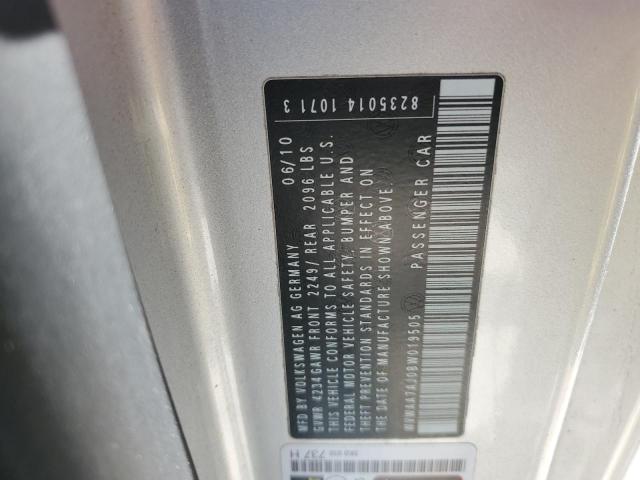 8235014 1071 3
MFD BY VOLKSWAGEN AG GERMANY 06/10
GVWR 4234 GAWR FRONT 2249/ REAR 2096 LBS
THIS VEHICLE CONFORMS TO ALL APPLICABLE U.S.
FEDERAL MOTOR VEHICLE SAFETY, BUMPER AND
THEFT PREVENTION STANDARDS IN EFFECT ON
THE DATE OF MANUFACTURE SHOWN ABOVE.
WVWAA7AJ0BW019505 PASSENGER CAR
737 H